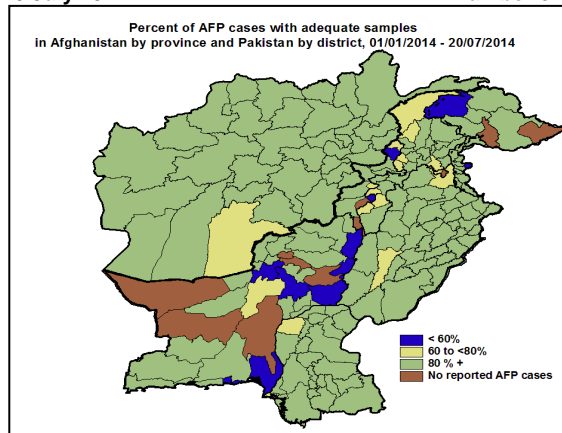 Percent of AFP cases with adequate samples
in Afghanistan by province and Pakistan by district, 01/01/2014 - 20/07/2014
< 60%
60 to <80%
80 % +
No reported AFP cases